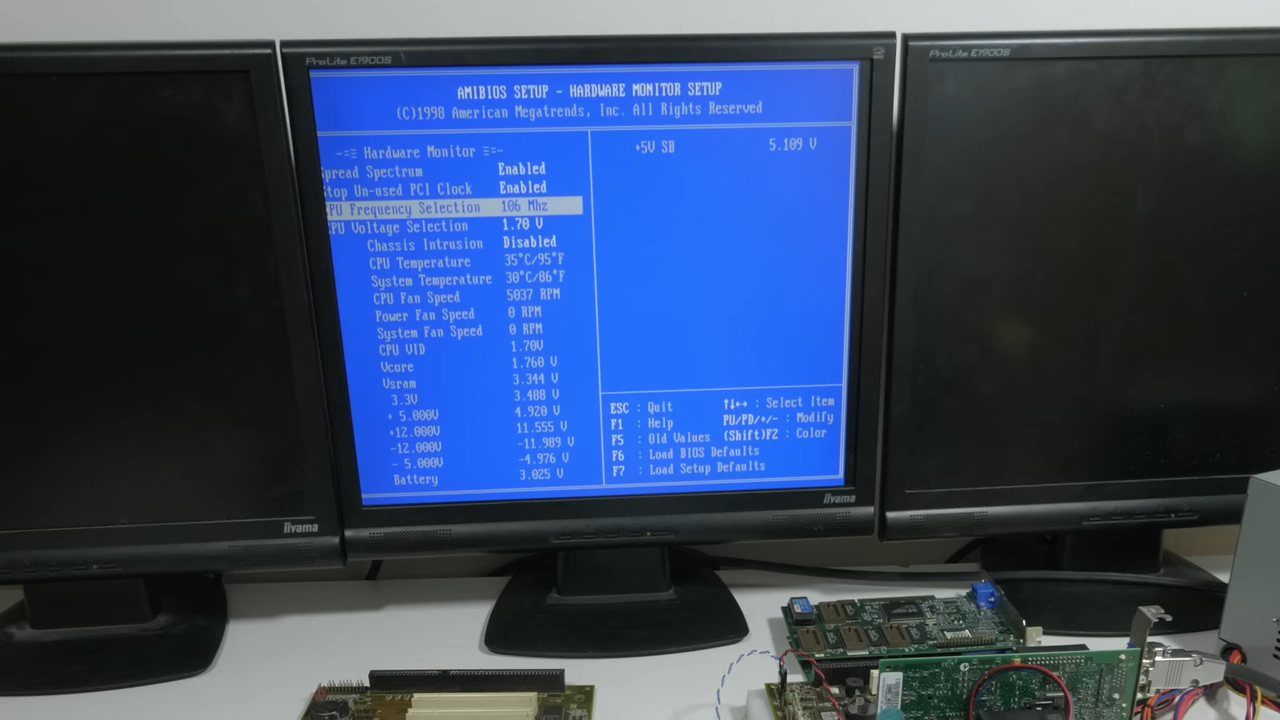 ProLite E1900S
ProLite E1900S
AMIBIOS SETUP - HARDWARE MONITOR SETUP
(C)1998 American Megatrends, Inc. All Rights Reserved
-=≡ Hardware Monitor ≡=-
Spread Spectrum Enabled
Stop Un-used PCI Clock Enabled
CPU Frequency Selection 106 Mhz
CPU Voltage Selection 1.70 V
Chassis Intrusion Disabled
CPU Temperature 35°C/95°F
System Temperature 30°C/86°F
CPU Fan Speed 5037 RPM
Power Fan Speed 0 RPM
System Fan Speed 0 RPM
CPU VID 1.70V
Vcore 1.760 V
Vsram 3.344 V
3.3V 3.488 V
+ 5.000V 4.920 V
+12.000V 11.555 V
-12.000V -11.989 V
- 5.000V -4.976 V
Battery 3.025 V
+5V SB 5.109 V
ESC : Quit ↑↓←→ : Select Item
F1 : Help PU/PD/+/- : Modify
F5 : Old Values (Shift)F2 : Color
F6 : Load BIOS Defaults
F7 : Load Setup Defaults
iiyama
iiyama